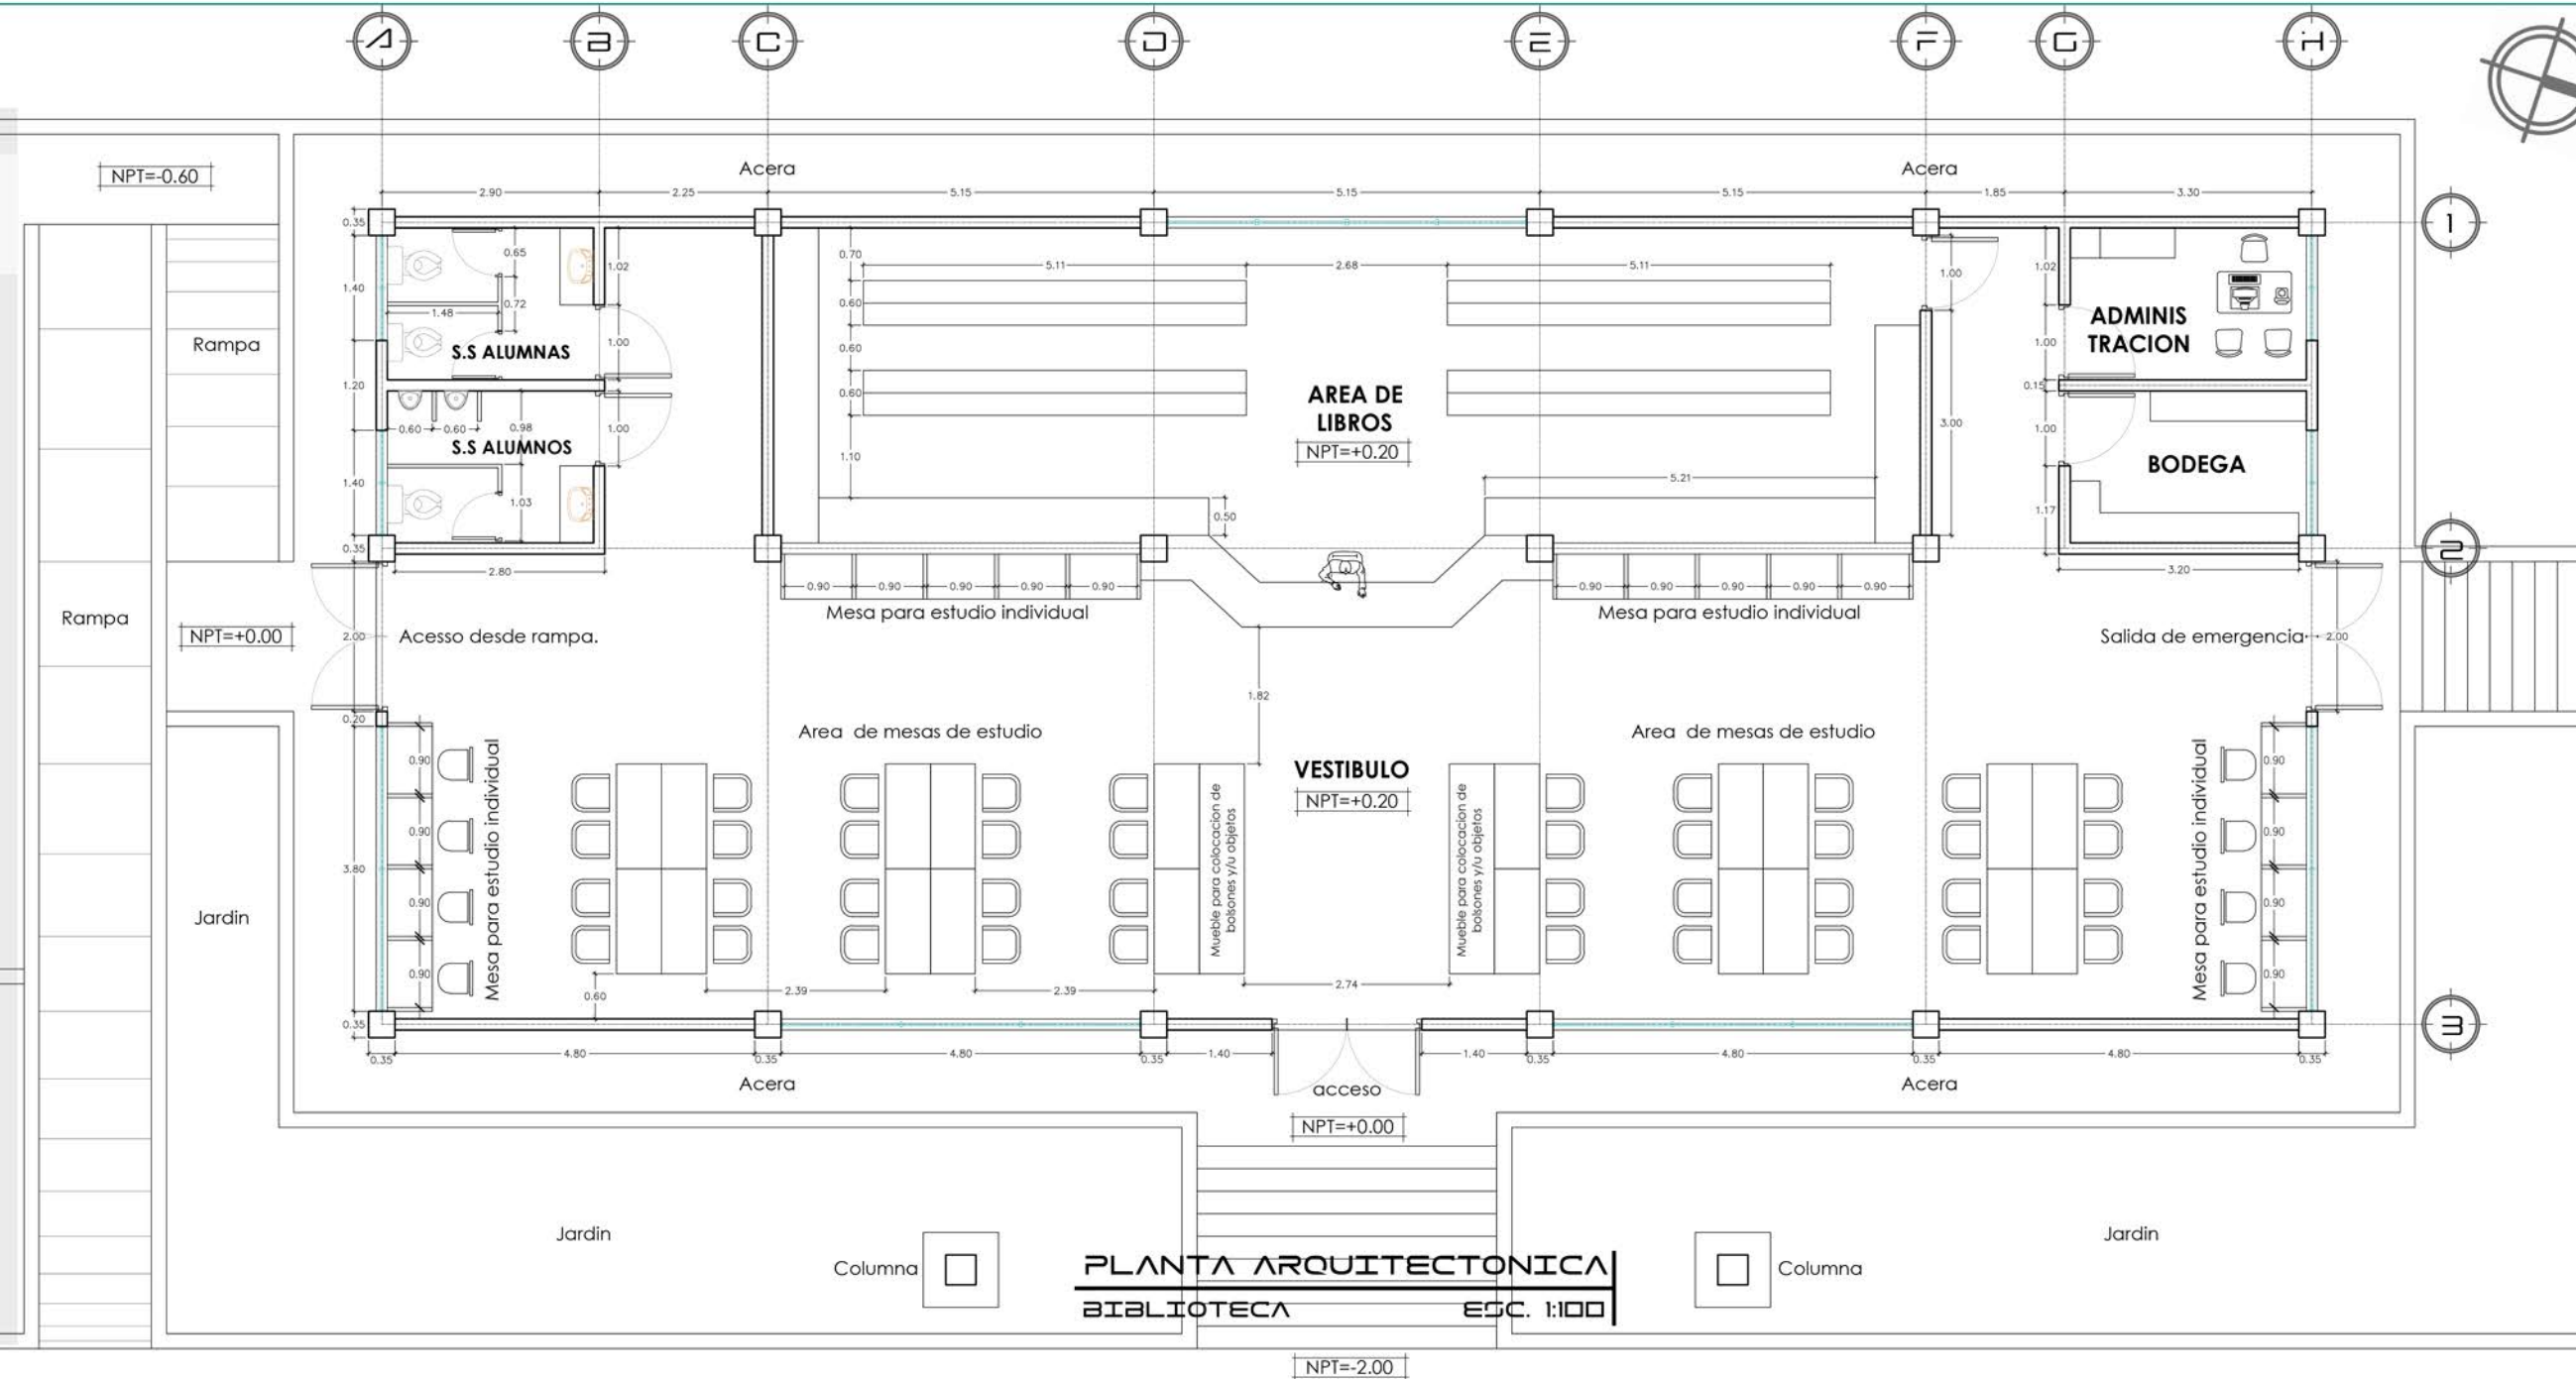 A B C D E F G H
Acera Acera
NPT=-0.60
2.90 2.25 5.15 5.15 5.15 1.85 3.30
1
0.35
0.65 1.02 0.70 5.11 2.68 5.11 1.00 1.02
1.40
0.72 0.60
1.48
ADMINIS
TRACION
Rampa
S.S ALUMNAS
1.00 0.60 1.00
1.20 0.60 0.15
AREA DE
LIBROS
0.60 0.60 0.98 1.00 3.00 1.00
S.S ALUMNOS
NPT=+0.20
1.10
BODEGA
1.40 5.21
1.03 0.50 1.17
0.35
2
2.80 3.20
0.90 0.90 0.90 0.90 0.90 0.90 0.90 0.90 0.90 0.90
Mesa para estudio individual Mesa para estudio individual
Rampa
NPT=+0.00
2.00
Acesso desde rampa.
Salida de emergencia
2.00
1.82
0.20
Area de mesas de estudio Area de mesas de estudio
0.90 0.90
VESTIBULO
NPT=+0.20
0.90 0.90
3.80
0.90 0.90
0.90 0.90
Mesa para estudio individual
Mueble para colocacion de
bolsones y/u objetos
Mueble para colocacion de
bolsones y/u objetos
Mesa para estudio individual
Jardin
0.60 2.39 2.39 2.74
0.35
3
0.35 4.80 0.35 4.80 0.35 1.40 1.40 0.35 4.80 0.35 4.80 0.35
Acera acceso Acera
NPT=+0.00
Jardin Jardin
Columna Columna
PLANTA ARQUITECTONICA
BIBLIOTECA ESC. 1:100
NPT=-2.00